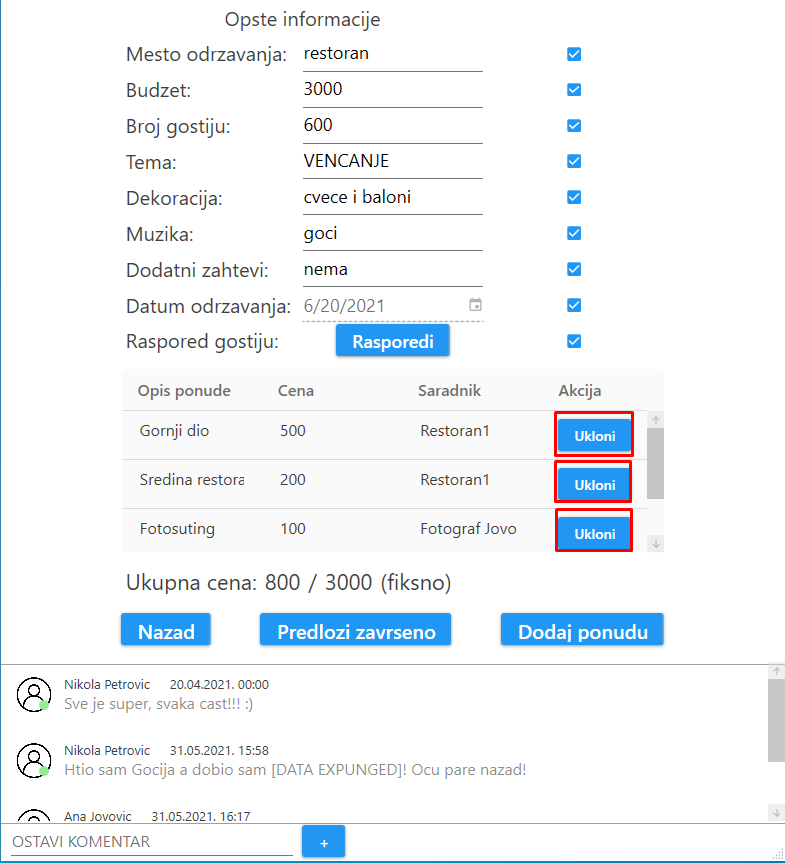 Opste informacije
Mesto odrzavanja: restoran
Budzet: 3000
Broj gostiju: 600
Tema: VENCANJE
Dekoracija: cvece i baloni
Muzika: goci
Dodatni zahtevi: nema
Datum odrzavanja: 6/20/2021
Raspored gostiju: Rasporedi
Opis ponude Cena Saradnik Akcija
Gornji dio 500 Restoran1 Ukloni
Sredina restora 200 Restoran1 Ukloni
Fotosuting 100 Fotograf Jovo Ukloni
Ukupna cena: 800 / 3000 (fiksno)
Nazad Predlozi zavrseno Dodaj ponudu
Nikola Petrovic 20.04.2021. 00:00
Sve je super, svaka cast!!! :)
Nikola Petrovic 31.05.2021. 15:58
Htio sam Gocija a dobio sam [DATA EXPUNGED]! Ocu pare nazad!
Ana Jovovic 31.05.2021. 16:17
OSTAVI KOMENTAR +